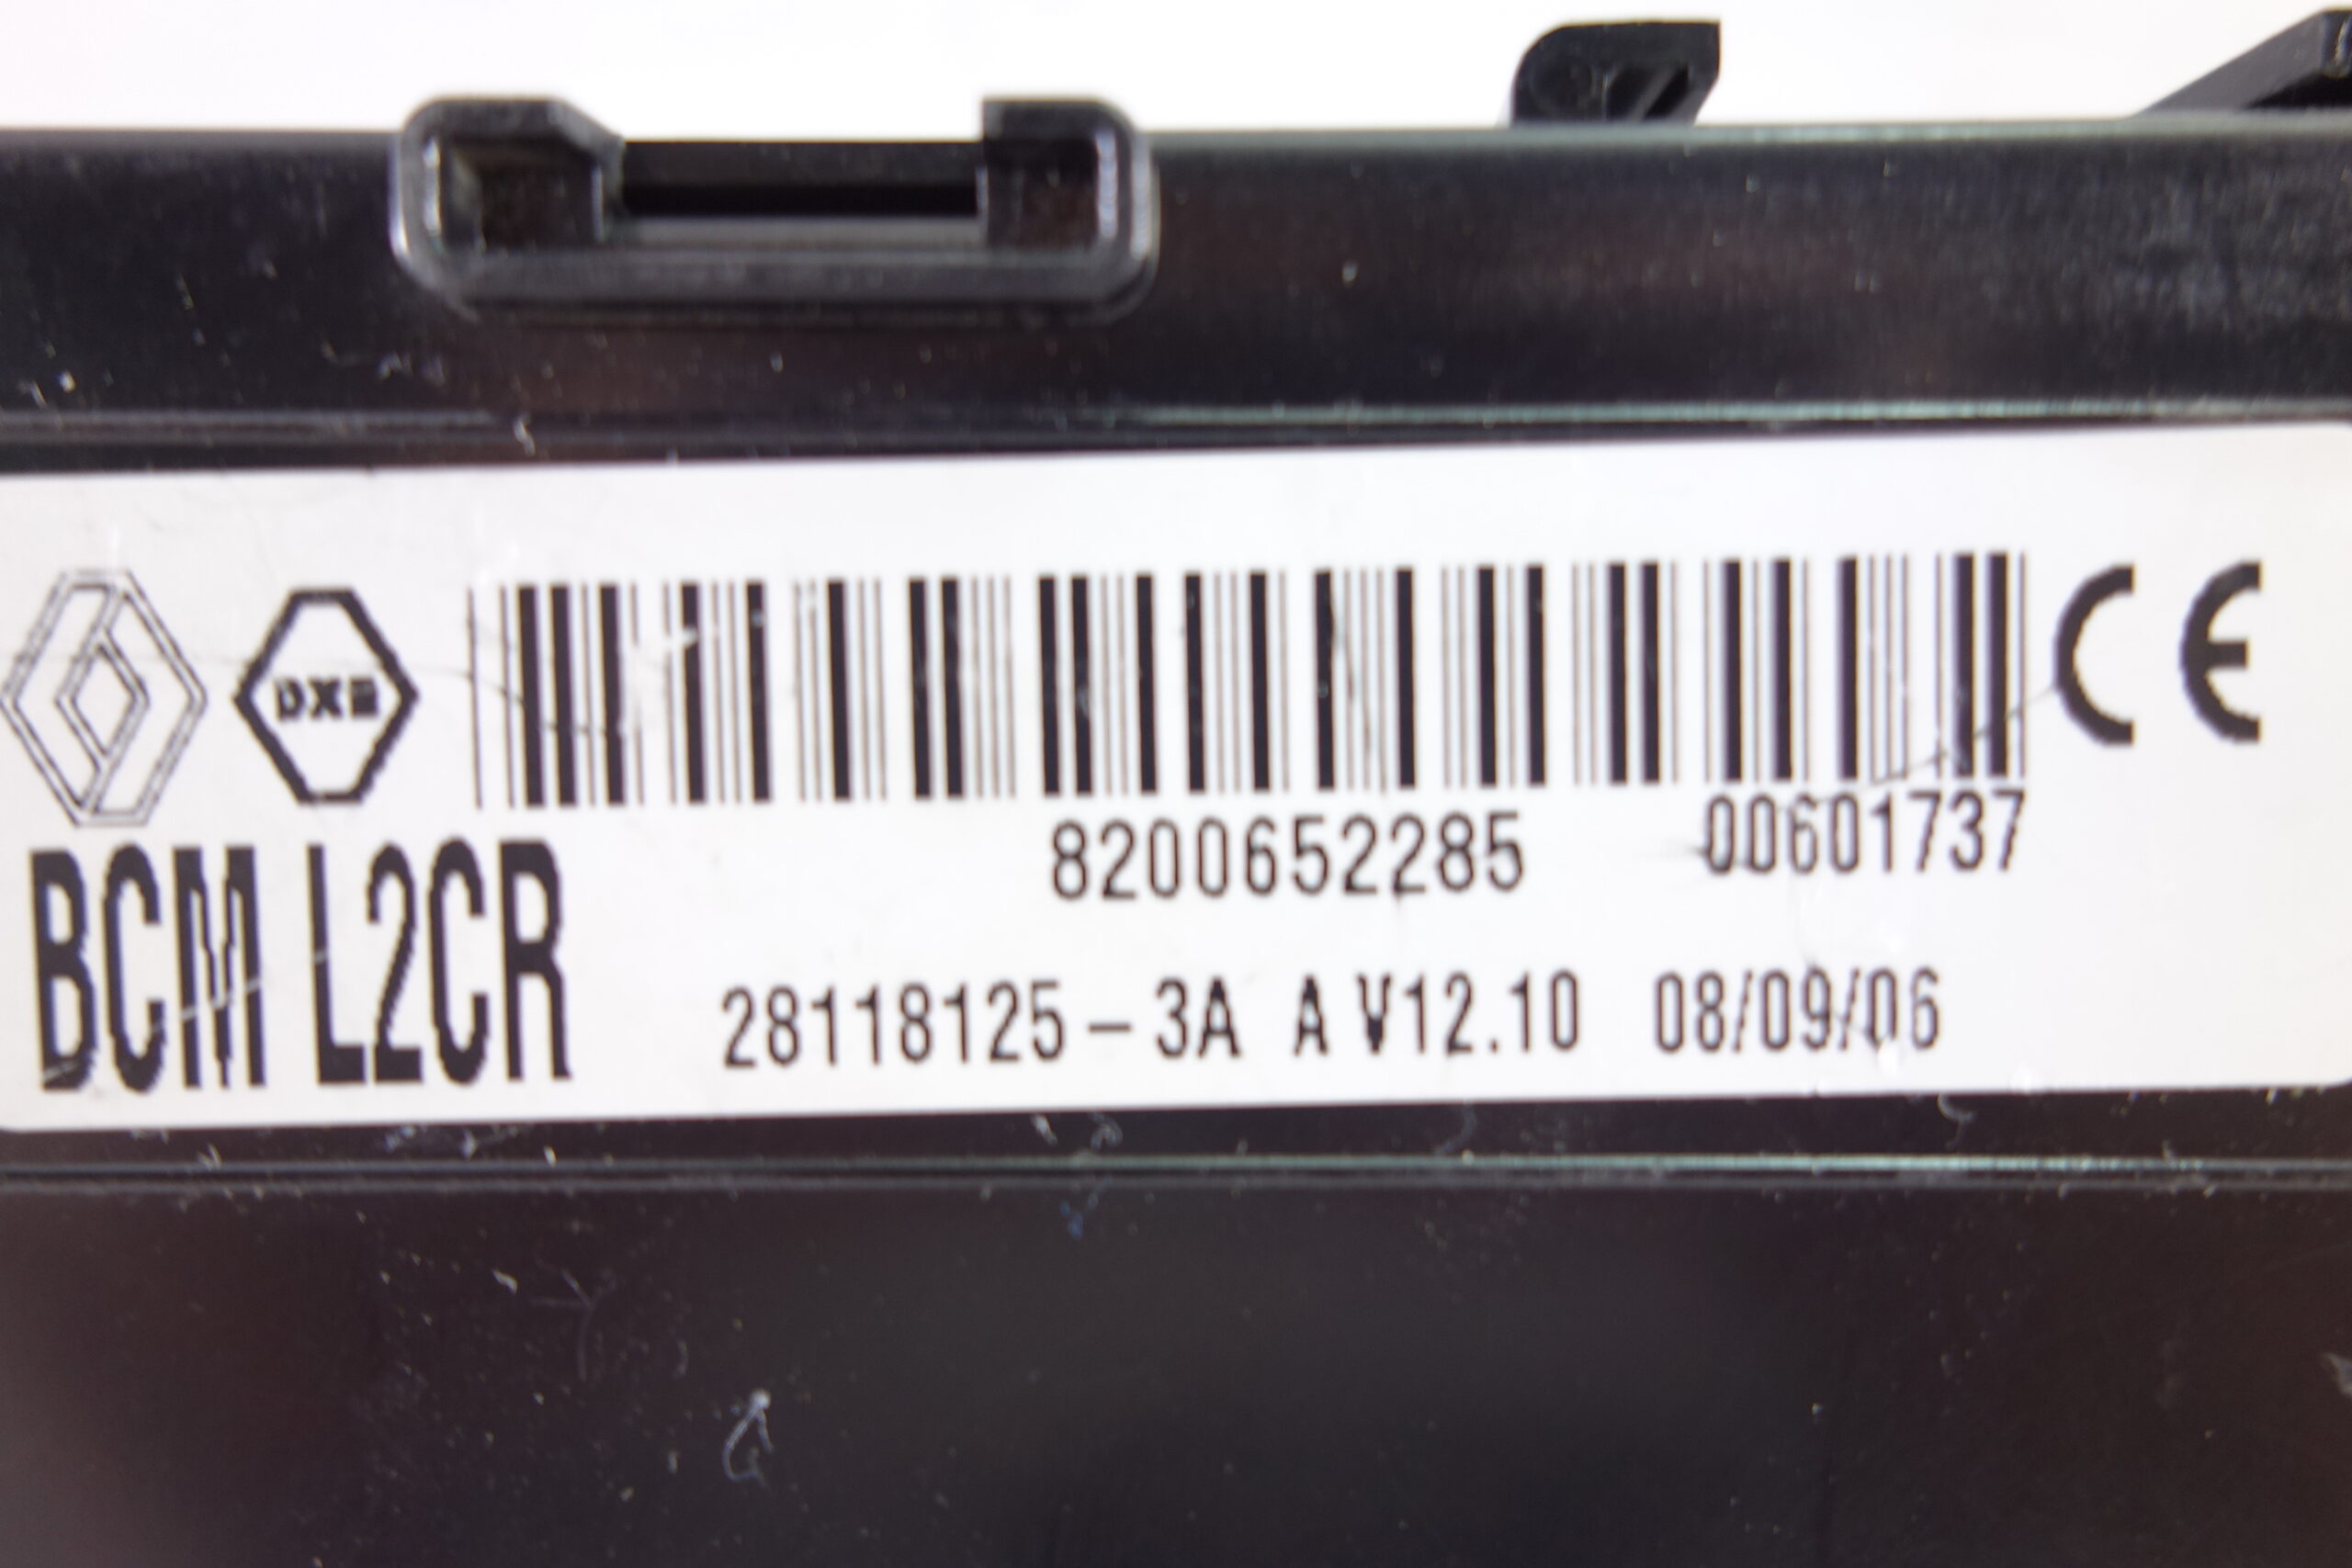 DXB
8200652285 00601737
BCM L2CR
28118125-3A A V12.10 08/09/06
CE